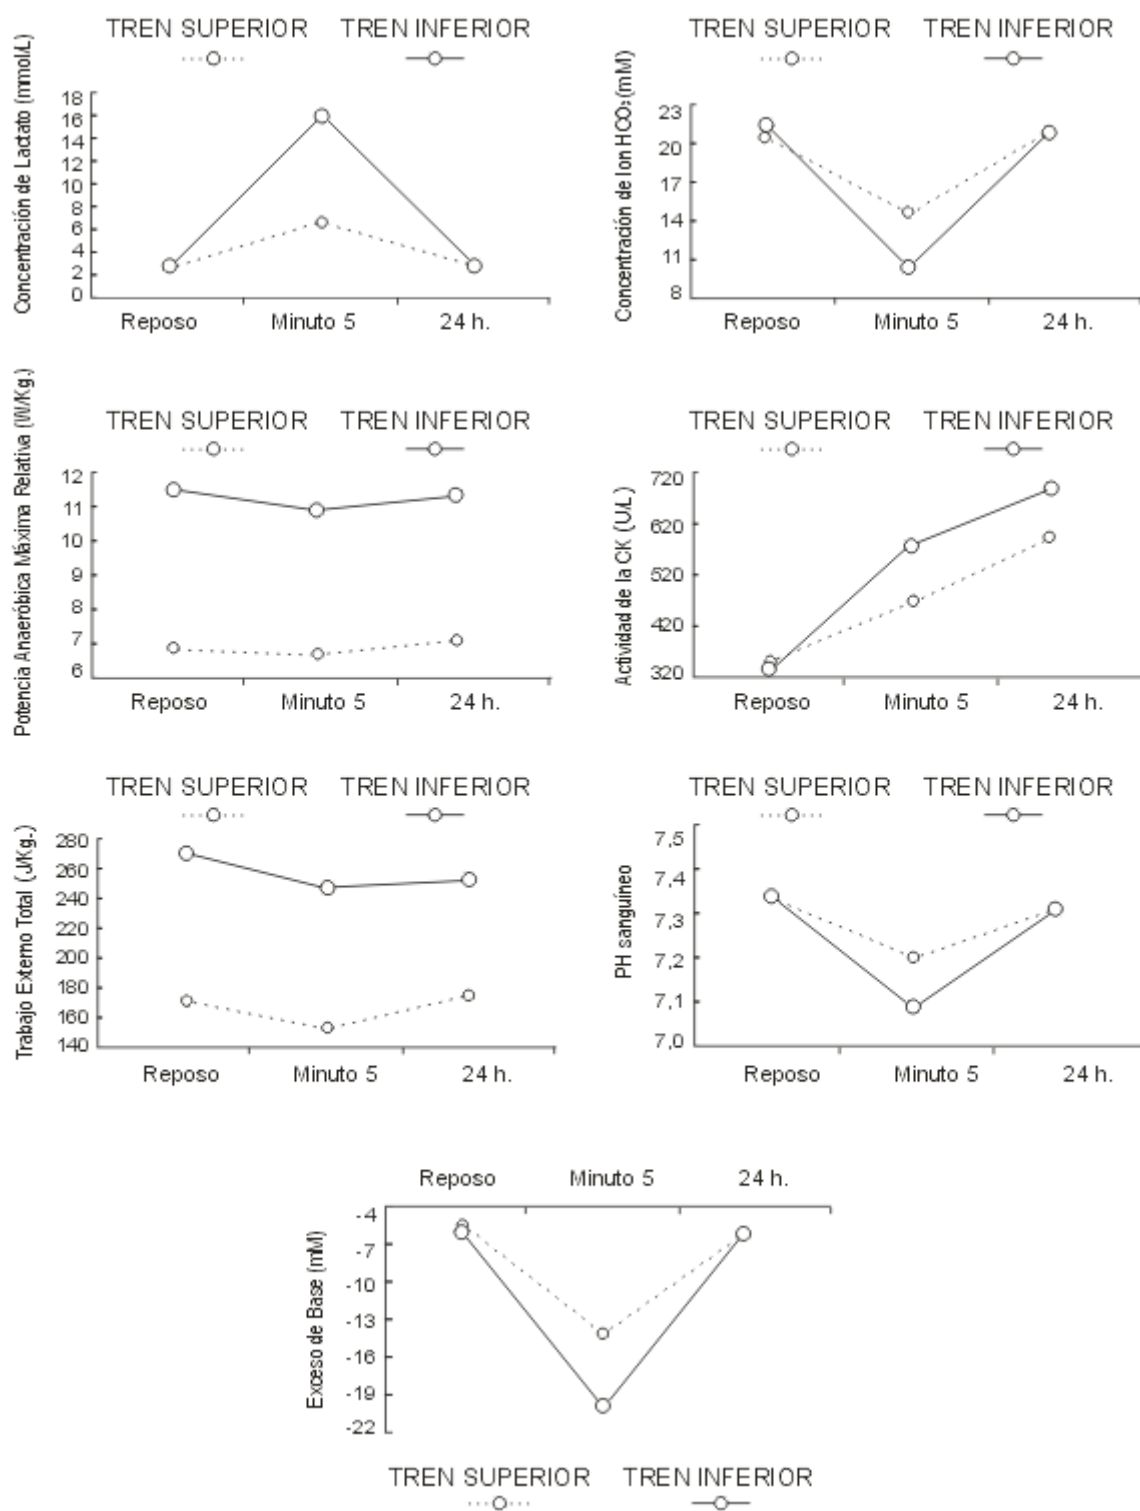 TREN SUPERIOR TREN INFERIOR
Concentración de Lactato (mmol/L)
18
16
14
12
10
8
6
4
2
0
Reposo Minuto 5 24 h.
TREN SUPERIOR TREN INFERIOR
Concentración de Ion HCO₃(mM)
23
20
17
14
11
8
Reposo Minuto 5 24 h.
TREN SUPERIOR TREN INFERIOR
Potencia Anaeróbica Máxima Relativa (W/Kg.)
12
11
10
9
8
7
6
Reposo Minuto 5 24 h.
TREN SUPERIOR TREN INFERIOR
Actividad de la CK (U/L)
720
620
520
420
320
Reposo Minuto 5 24 h.
TREN SUPERIOR TREN INFERIOR
Trabajo Externo Total (J/Kg.)
280
260
240
220
200
180
160
140
Reposo Minuto 5 24 h.
TREN SUPERIOR TREN INFERIOR
PH sanguíneo
7,5
7,4
7,3
7,2
7,1
7,0
Reposo Minuto 5 24 h.
Reposo Minuto 5 24 h.
Exceso de Base (mM)
-4
-7
-10
-13
-16
-19
-22
TREN SUPERIOR TREN INFERIOR